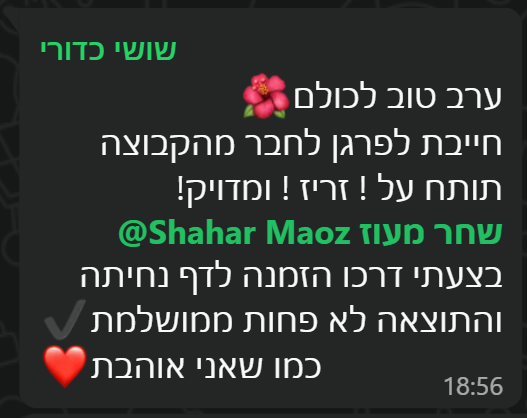 שושי כדורי
ערב טוב לכולם🌺
חייבת לפרגן לחבר מהקבוצה
תותח על ! זריז ! ומדויק!
@Shahar Maoz שחר מעוז
בצעתי דרכו הזמנה לדף נחיתה
והתוצאה לא פחות ממושלמת✔️
כמו שאני אוהבת❤️
18:56